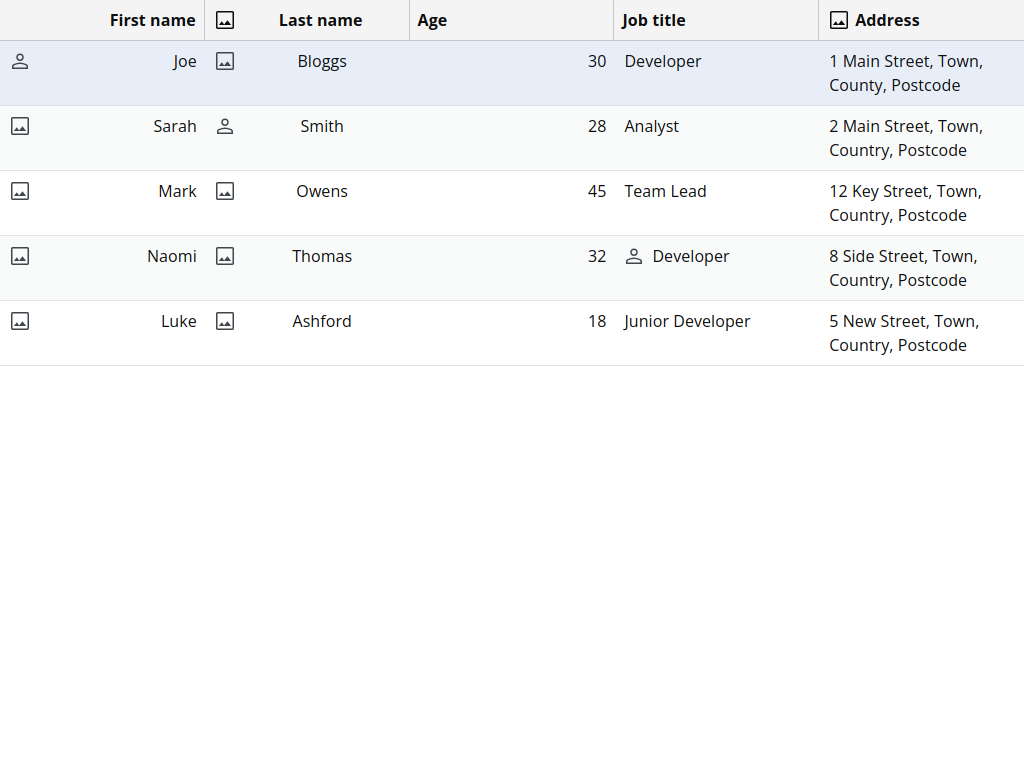 First name Last name Age Job title Address
Joe Bloggs 30 Developer 1 Main Street, Town,
County, Postcode
Sarah Smith 28 Analyst 2 Main Street, Town,
Country, Postcode
Mark Owens 45 Team Lead 12 Key Street, Town,
Country, Postcode
Naomi Thomas 32 Developer 8 Side Street, Town,
Country, Postcode
Luke Ashford 18 Junior Developer 5 New Street, Town,
Country, Postcode